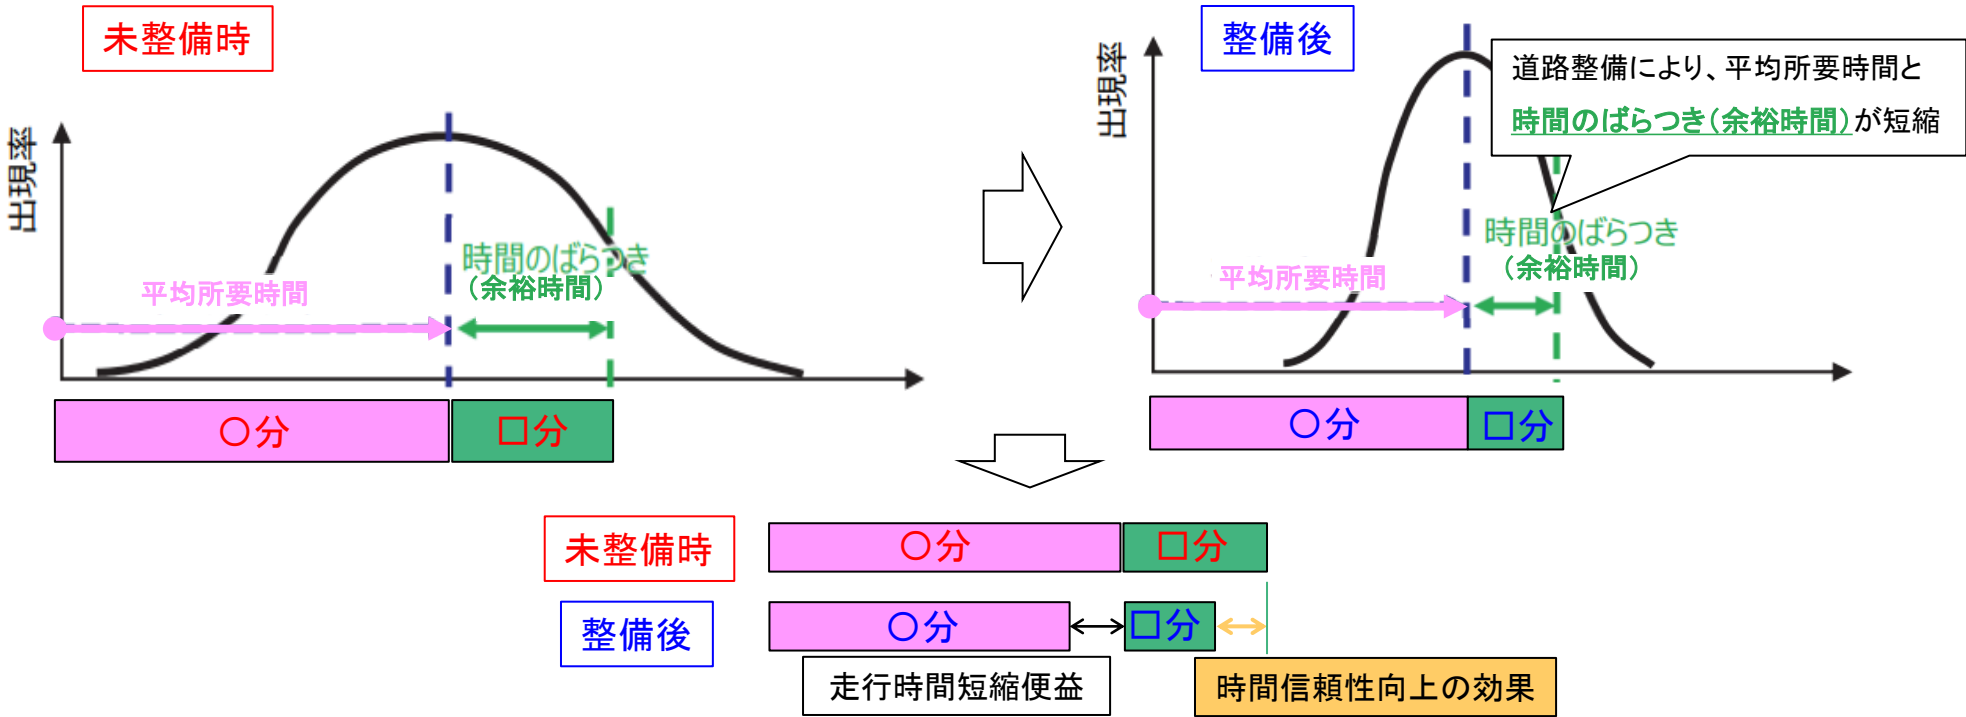 未整備時
出現率
時間のばらつき
(余裕時間)
平均所要時間
〇分
□分
整備後
出現率
道路整備により、平均所要時間と
時間のばらつき(余裕時間)が短縮
時間のばらつき
(余裕時間)
平均所要時間
〇分
□分
未整備時
〇分
□分
整備後
〇分
□分
走行時間短縮便益
時間信頼性向上の効果